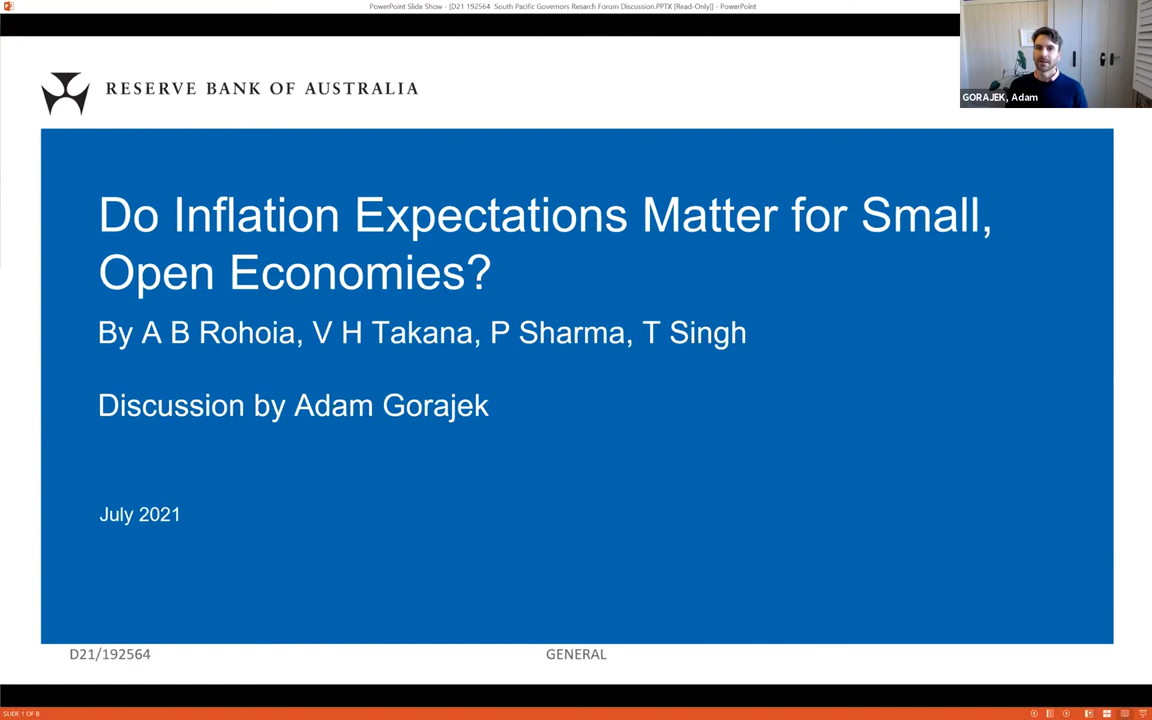 PowerPoint Slide Show - [D21 192564 South Pacific Governors Resarch Forum Discussion.PPTX [Read-Only]] - PowerPoint
RESERVE BANK OF AUSTRALIA
GORAJEK, Adam
Do Inflation Expectations Matter for Small,
Open Economies?
By A B Rohoia, V H Takana, P Sharma, T Singh
Discussion by Adam Gorajek
July 2021
D21/192564
GENERAL
SLIDE 1 OF 8